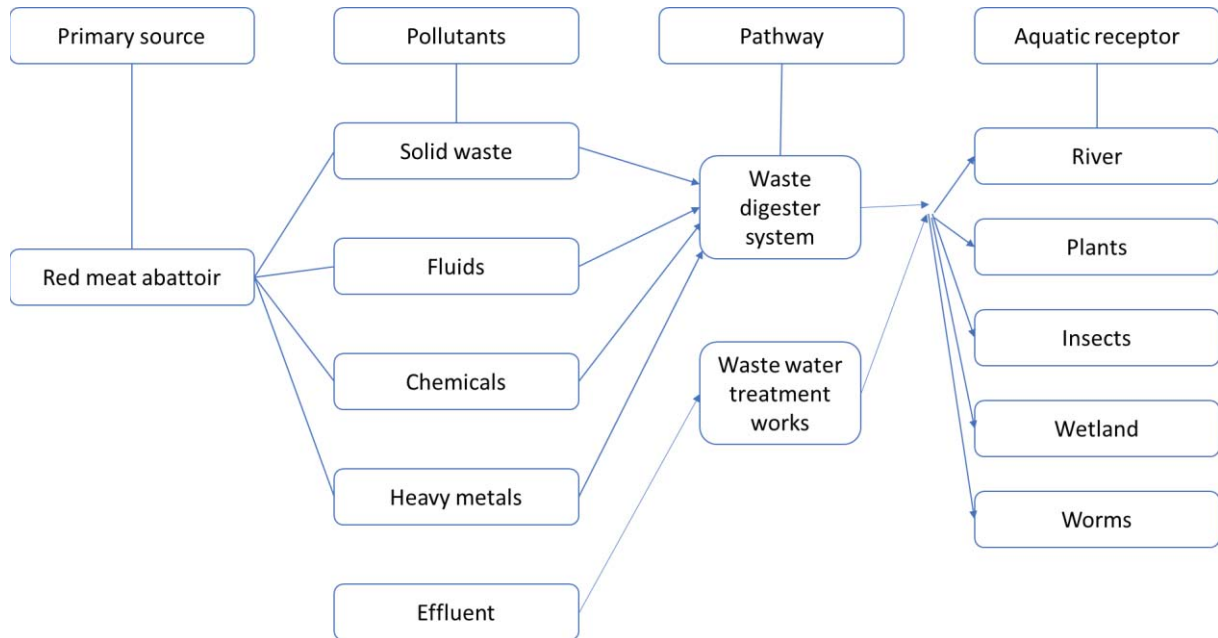 Primary source
Pollutants
Pathway
Aquatic receptor
Solid waste
River
Waste
digester
system
Red meat abattoir
Fluids
Plants
Insects
Chemicals
Waste water
treatment
works
Wetland
Heavy metals
Worms
Effluent